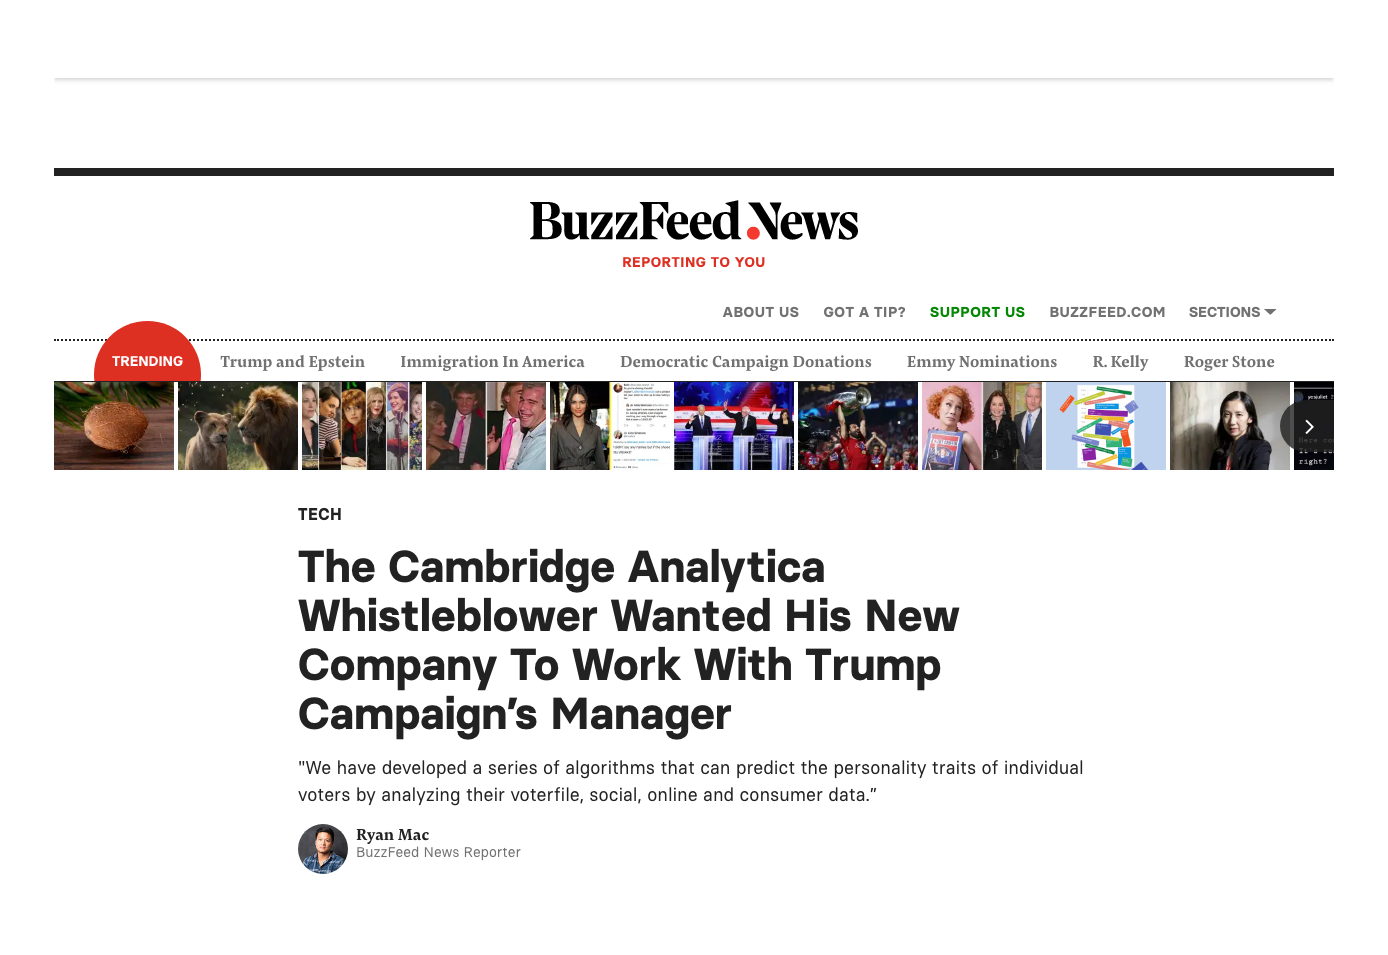 BuzzFeed News
REPORTING TO YOU
ABOUT US GOT A TIP? SUPPORT US BUZZFEED.COM SECTIONS
TRENDING Trump and Epstein Immigration In America Democratic Campaign Donations Emmy Nominations R. Kelly Roger Stone
right?
TECH
The Cambridge Analytica
Whistleblower Wanted His New
Company To Work With Trump
Campaign’s Manager
"We have developed a series of algorithms that can predict the personality traits of individual
voters by analyzing their voterfile, social, online and consumer data.”
Ryan Mac
BuzzFeed News Reporter